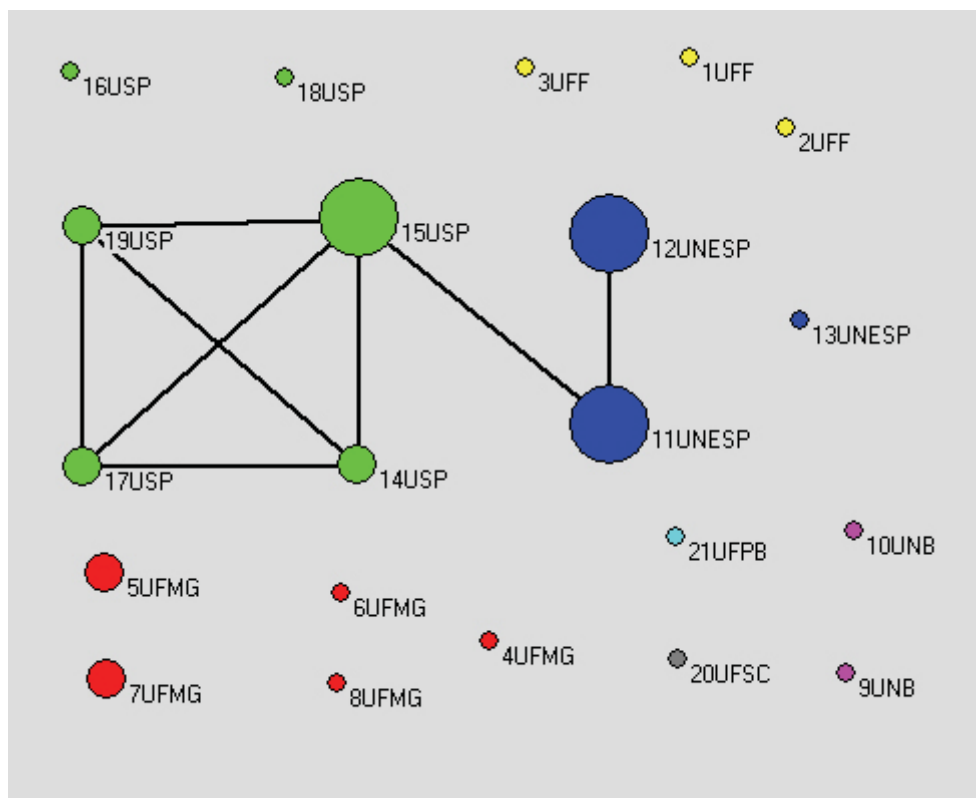 16USP
18USP
3UFF
1UFF
2UFF
19USP
15USP
12UNESP
13UNESP
11UNESP
17USP
14USP
21UFPB
10UNB
5UFMG
6UFMG
4UFMG
20UFSC
9UNB
7UFMG
8UFMG